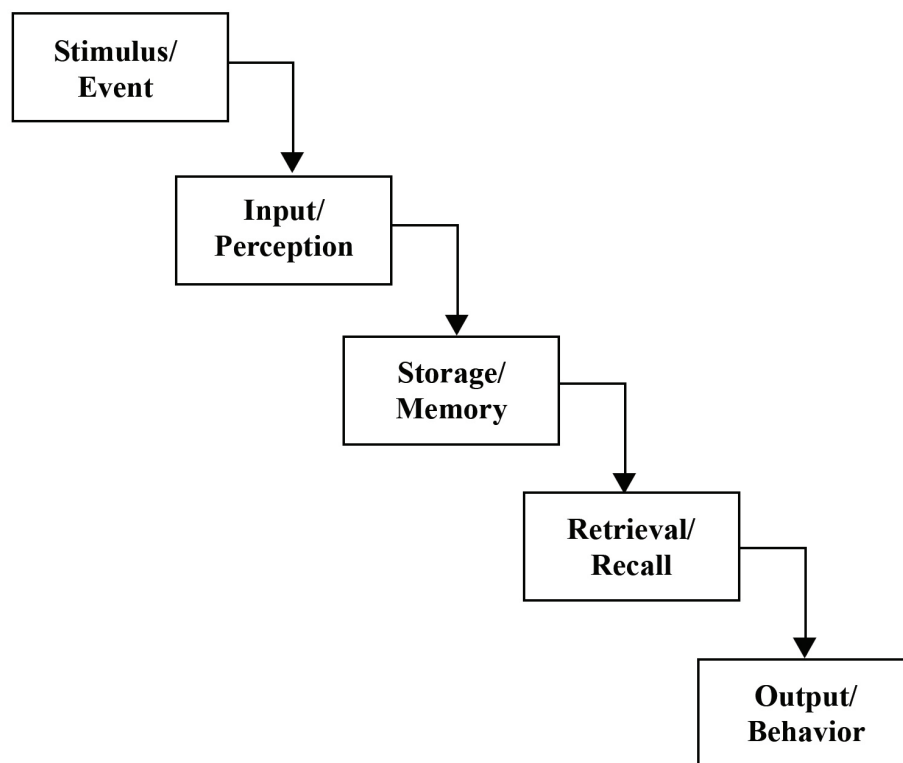 Stimulus/
Event
Input/
Perception
Storage/
Memory
Retrieval/
Recall
Output/
Behavior